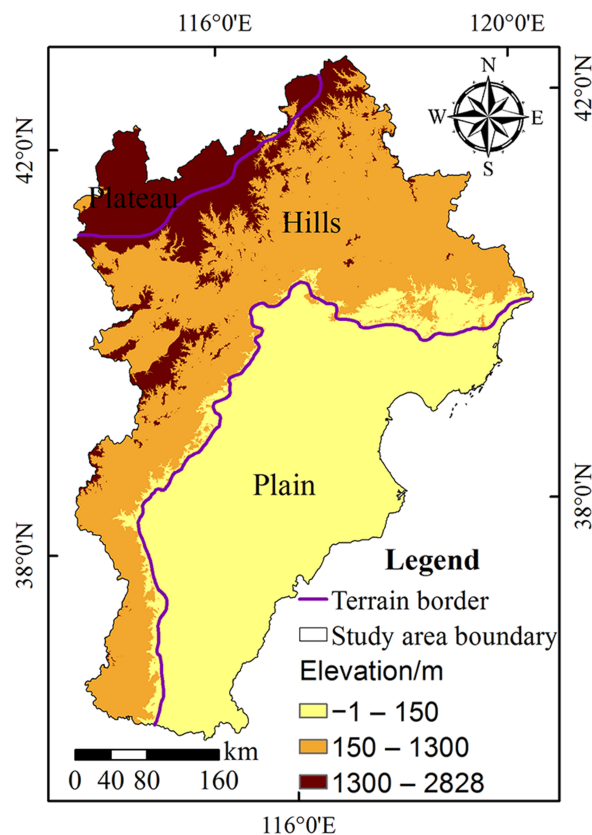 116°0'E 120°0'E
N
W E
S
42°0'N
42°0'N
Plateau
Hills
Plain
38°0'N
38°0'N
Legend
Terrain border
Study area boundary
Elevation/m
−1 – 150
150 – 1300
1300 – 2828
km
0 40 80 160
116°0'E